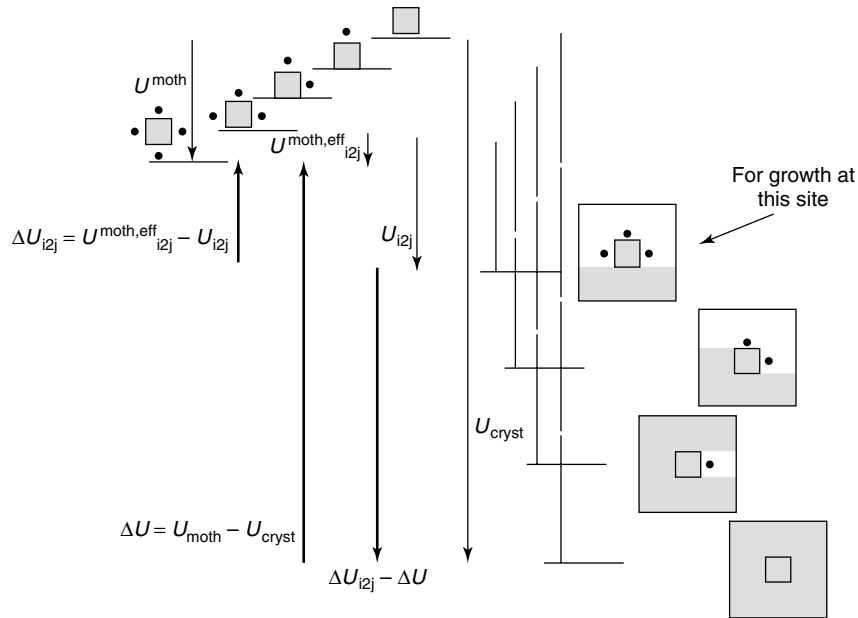 U^moth
U^moth,eff_i2j
For growth at
this site
ΔU_i2j = U^moth,eff_i2j – U_i2j
U_i2j
U_cryst
ΔU = U_moth – U_cryst
ΔU_i2j – ΔU